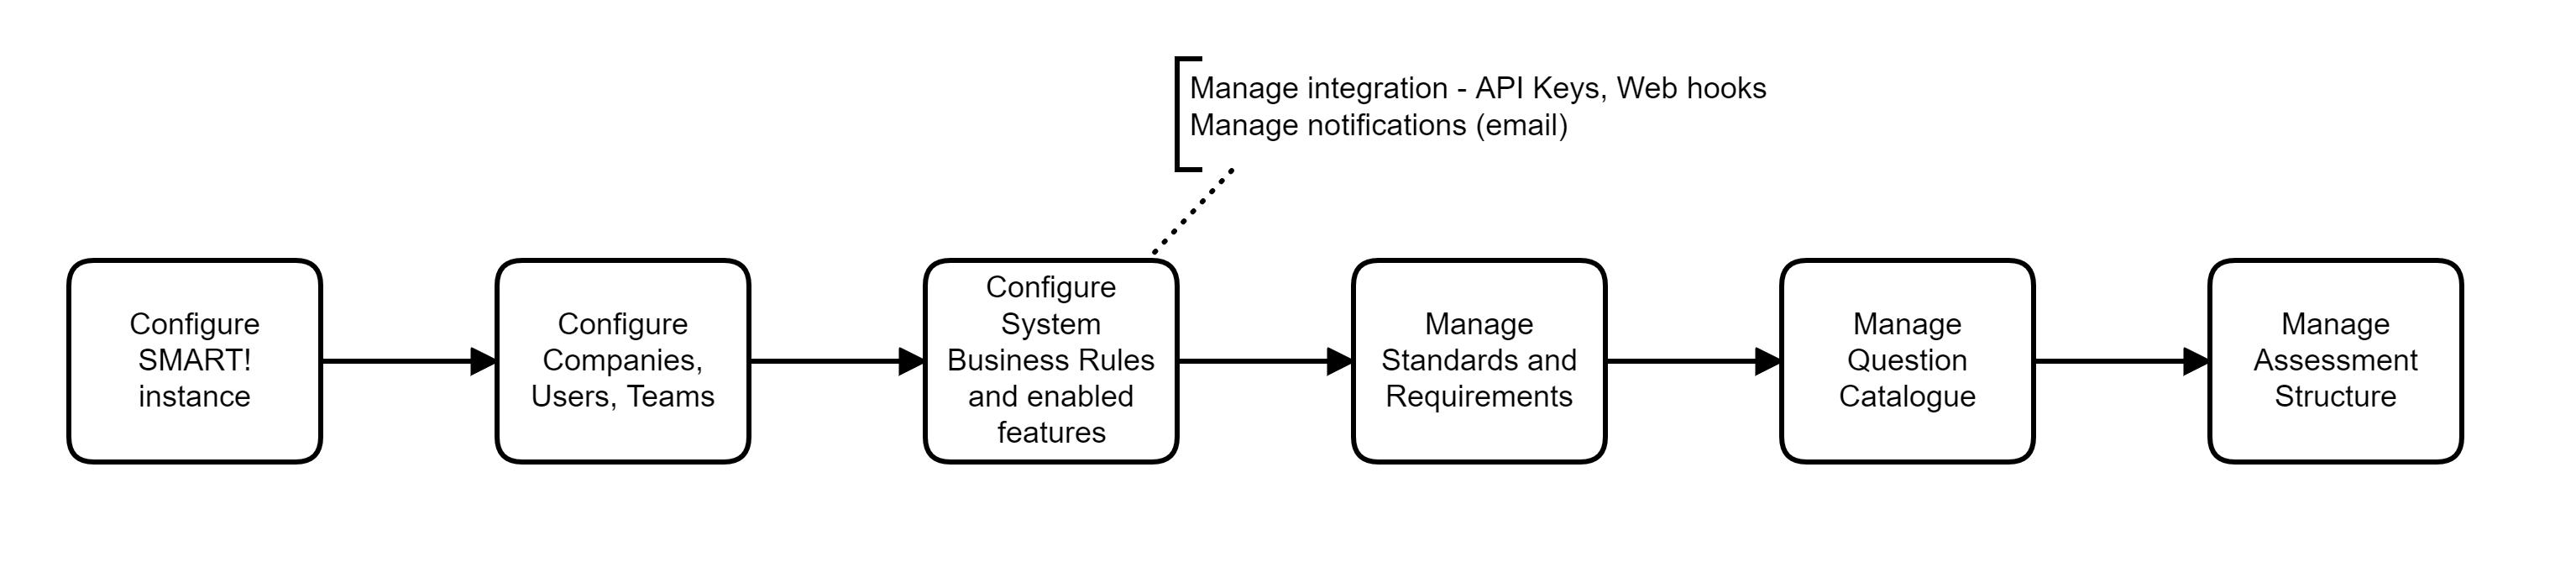 Manage integration - API Keys, Web hooks
Manage notifications (email)
Configure
SMART!
instance
Configure
Companies,
Users, Teams
Configure
System
Business Rules
and enabled
features
Manage
Standards and
Requirements
Manage
Question
Catalogue
Manage
Assessment
Structure